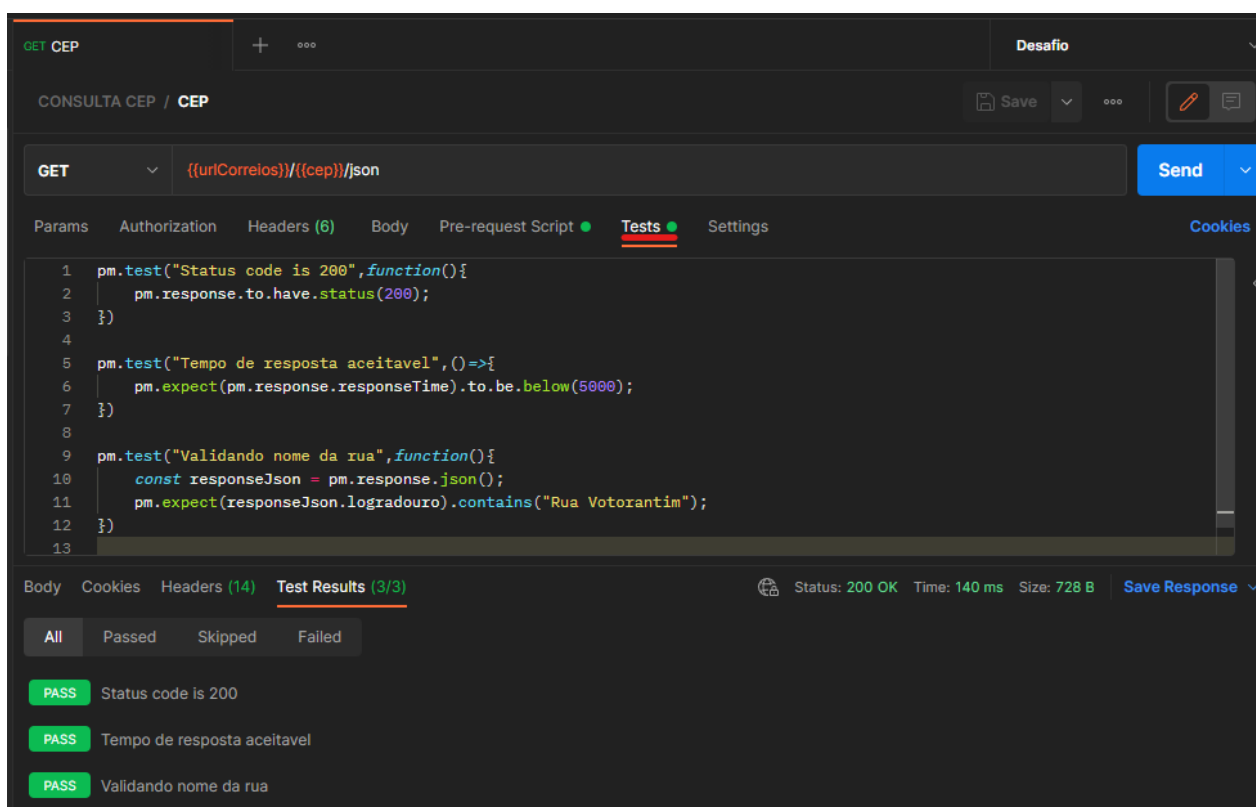 GET CEP + ooo Desafio
CONSULTA CEP / CEP Save ooo
GET {{urlCorreios}}/{{cep}}/json Send
Params Authorization Headers (6) Body Pre-request Script Tests Settings Cookies
1 pm.test("Status code is 200",function(){
2 pm.response.to.have.status(200);
3 })
4
5 pm.test("Tempo de resposta aceitavel",()=>{
6 pm.expect(pm.response.responseTime).to.be.below(5000);
7 })
8
9 pm.test("Validando nome da rua",function(){
10 const responseJson = pm.response.json();
11 pm.expect(responseJson.logradouro).contains("Rua Votorantim");
12 })
13
Body Cookies Headers (14) Test Results (3/3) Status: 200 OK Time: 140 ms Size: 728 B Save Response
All Passed Skipped Failed
PASS Status code is 200
PASS Tempo de resposta aceitavel
PASS Validando nome da rua